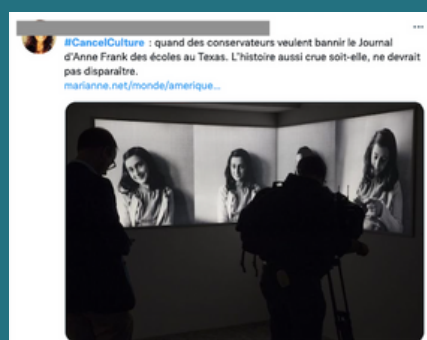 #CancelCulture : quand des conservateurs veulent bannir le Journal
d'Anne Frank des écoles au Texas. L'histoire aussi crue soit-elle, ne devrait
pas disparaître.
marianne.net/monde/amerique...